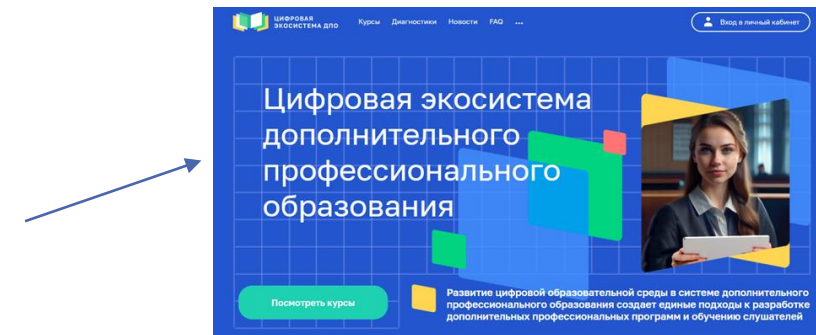 ЦИФРОВАЯ
ЭКОСИСТЕМА ДПО
Курсы Диагностики Новости FAQ ...
Вход в личный кабинет
Цифровая экосистема
дополнительного
профессионального
образования
Посмотреть курсы
Развитие цифровой образовательной среды в системе дополнительного
профессионального образования создает единые подходы к разработке
дополнительных профессиональных программ и обучению слушателей